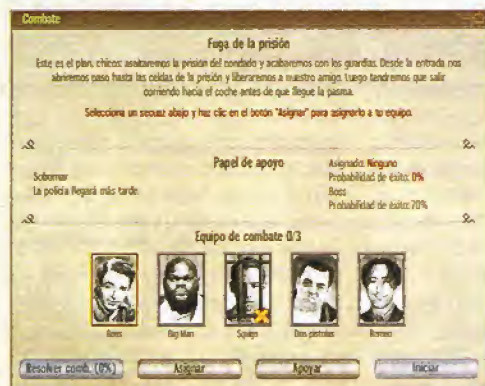 Combate
Fuga de la prisión
Este es el plan, chicos: asaltaremos la prisión del condado y acabaremos con los guardias. Desde la entrada nos
abriremos paso hasta las celdas de la prisión y liberaremos a nuestro amigo. Luego tendremos que salir
corriendo hacia el coche antes de que llegue la pasma.
Selecciona un secuaz abajo y haz clic en el botón "Asignar" para asignarlo a tu equipo.
Papel de apoyo
Sobornar
La policía llegará más tarde.
Asignado: Ninguno
Probabilidad de éxito: 0%
Boss
Probabilidad de éxito: 70%
Equipo de combate 0/3
Boss Big Man Squigs Dos pistolas Romeo
Resolver comb. (0%) Asignar Apoyar Iniciar